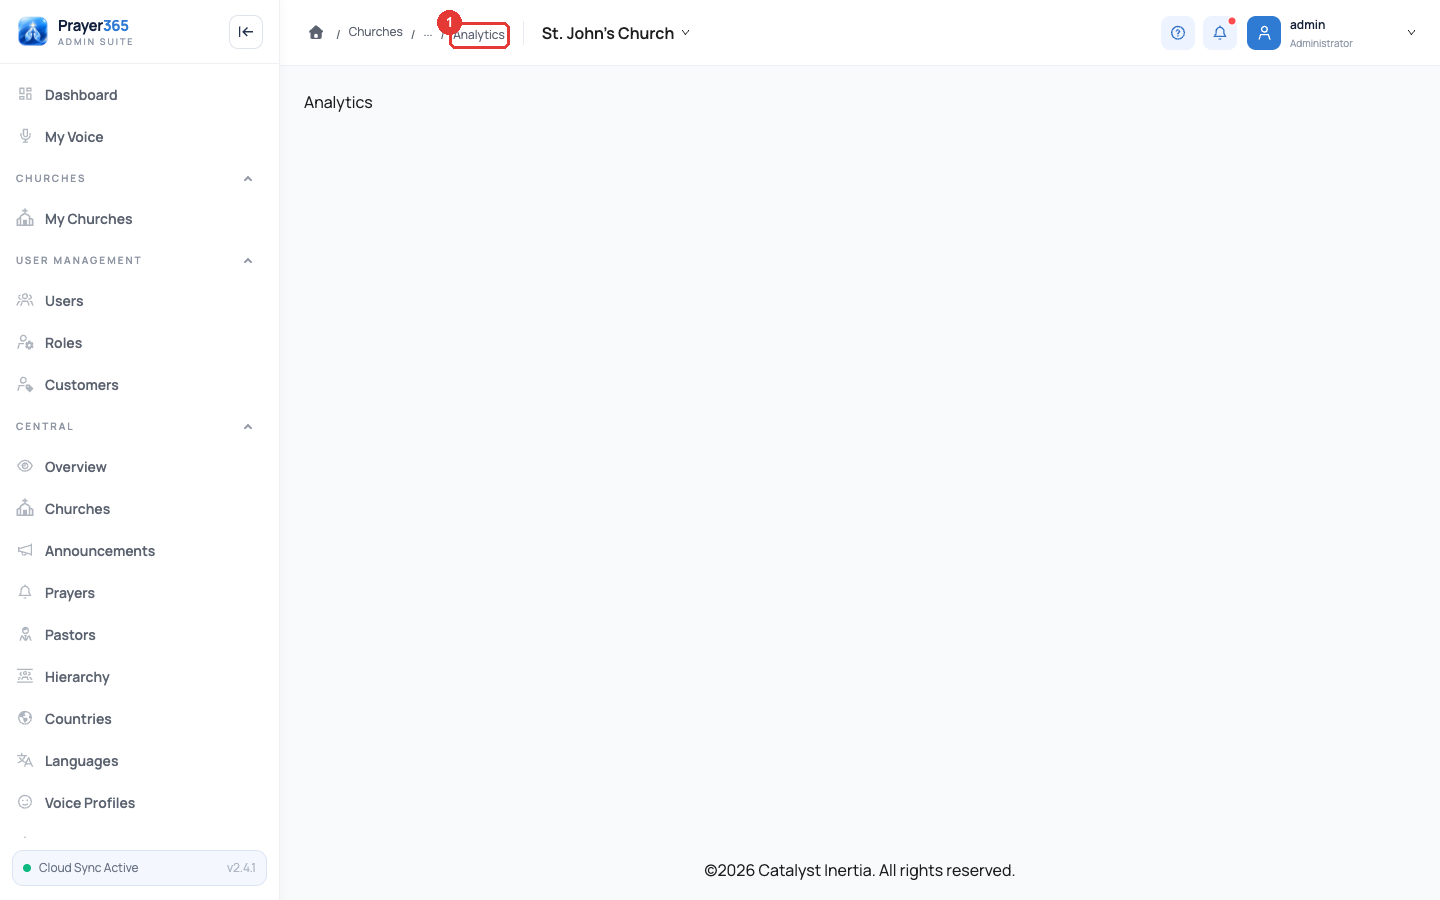 Prayer365
ADMIN SUITE
Dashboard
My Voice
CHURCHES
My Churches
USER MANAGEMENT
Users
Roles
Customers
CENTRAL
Overview
Churches
Announcements
Prayers
Pastors
Hierarchy
Countries
Languages
Voice Profiles
Cloud Sync Active v2.4.1
/ Churches / ... / Analytics
1
St. John's Church
admin
Administrator
Analytics
©2026 Catalyst Inertia. All rights reserved.